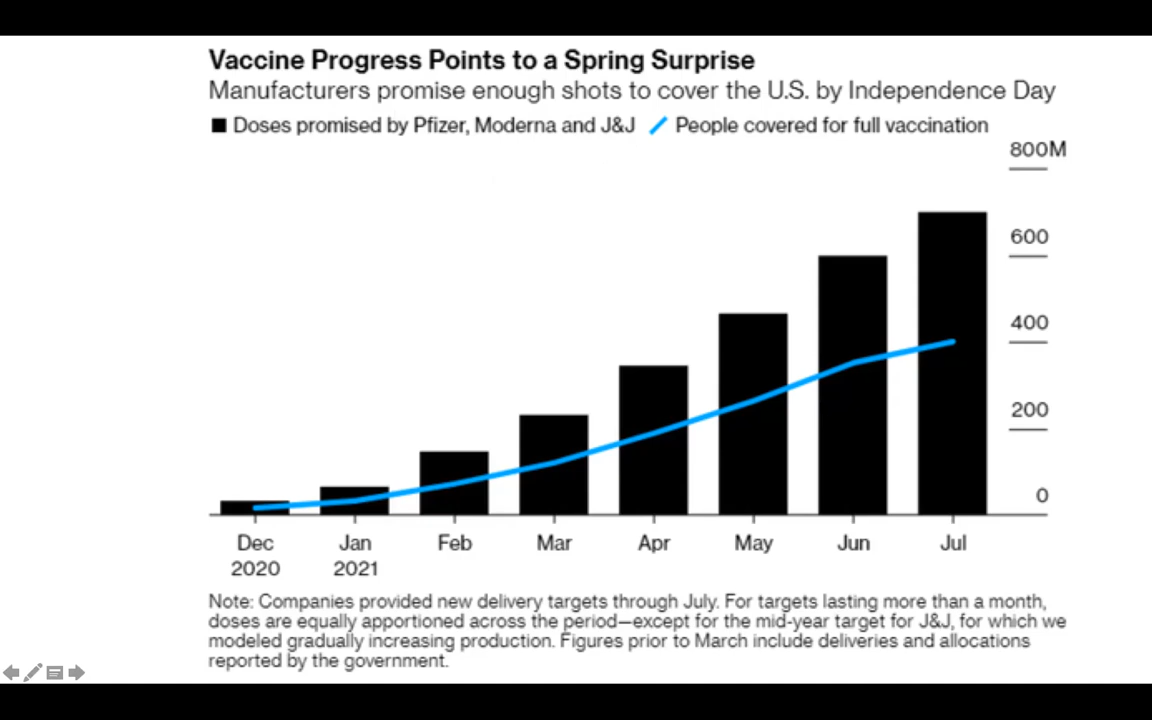 Vaccine Progress Points to a Spring Surprise
Manufacturers promise enough shots to cover the U.S. by Independence Day
Doses promised by Pfizer, Moderna and J&J People covered for full vaccination
800M
600
400
200
0
Dec Jan Feb Mar Apr May Jun Jul
2020 2021
Note: Companies provided new delivery targets through July. For targets lasting more than a month,
doses are equally apportioned across the period—except for the mid-year target for J&J, for which we
modeled gradually increasing production. Figures prior to March include deliveries and allocations
reported by the government.